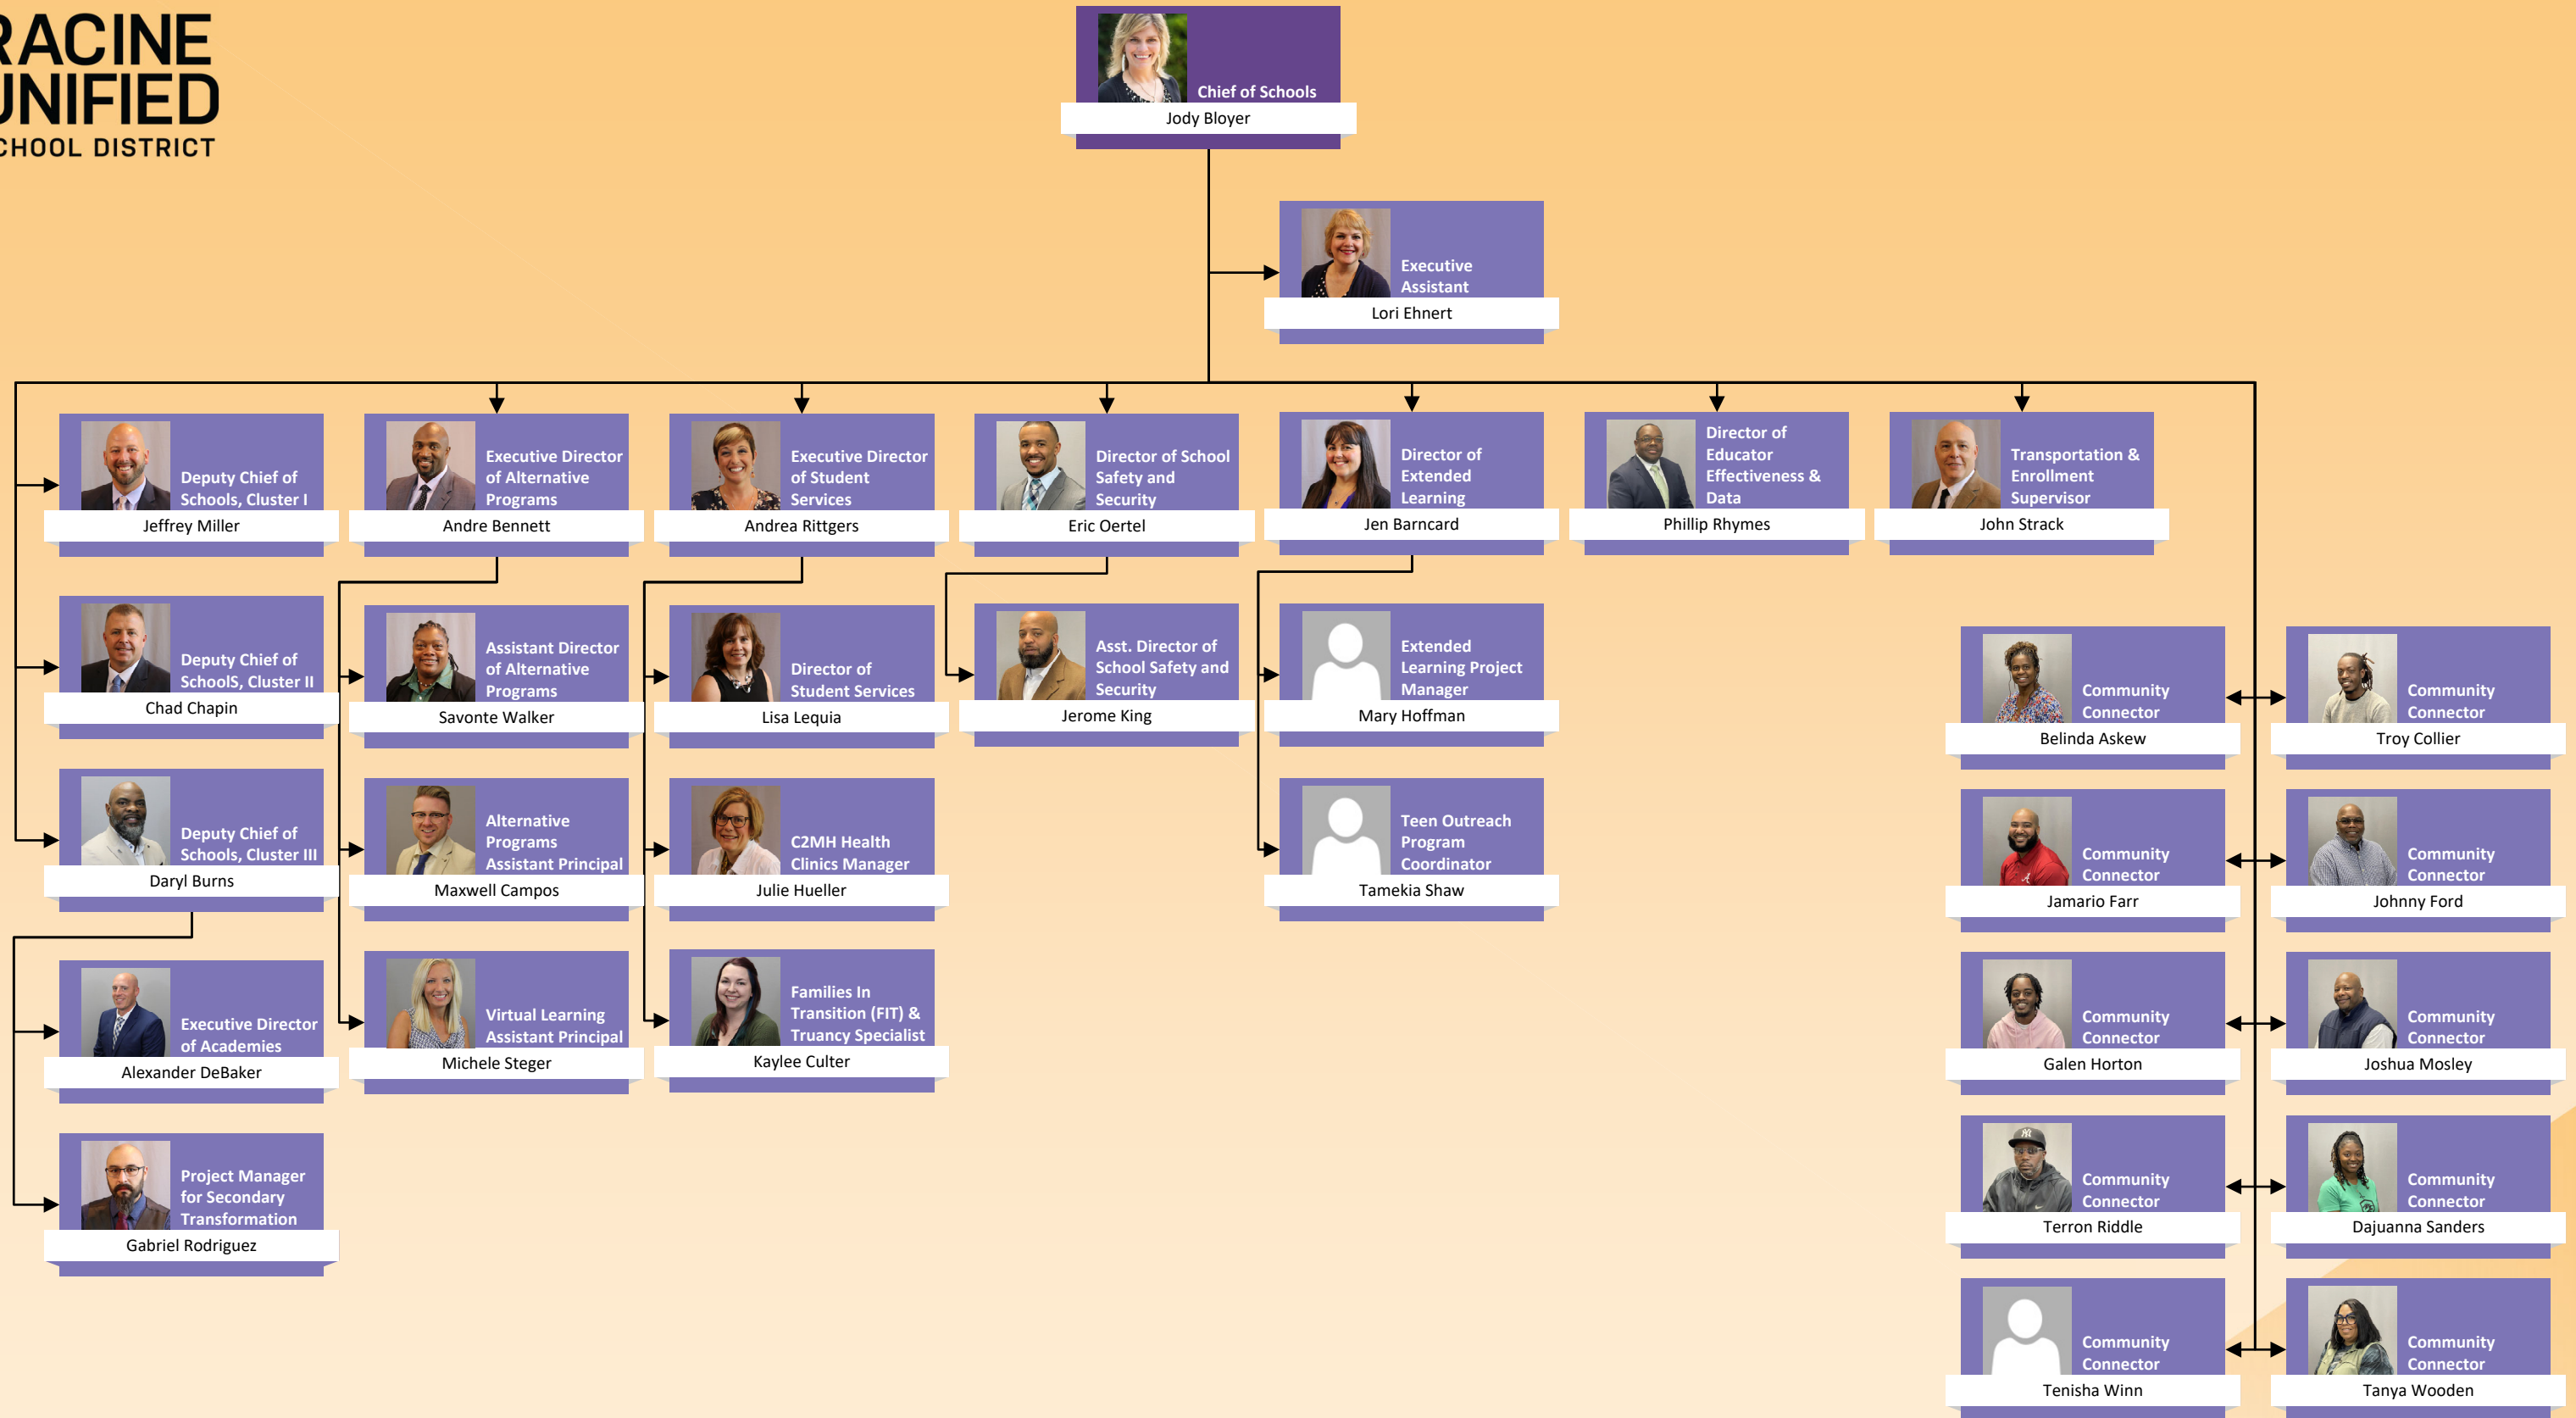 RACINE
UNIFIED
SCHOOL DISTRICT
Chief of Schools
Jody Bloyer
Executive
Assistant
Lori Ehnert
Deputy Chief of
Schools, Cluster I
Jeffrey Miller
Executive Director
of Alternative
Programs
Andre Bennett
Executive Director
of Student
Services
Andrea Rittgers
Director of School
Safety and
Security
Eric Oertel
Director of
Extended
Learning
Jen Barncard
Director of
Educator
Effectiveness &
Data
Phillip Rhymes
Transportation &
Enrollment
Supervisor
John Strack
Deputy Chief of
SchoolS, Cluster II
Chad Chapin
Assistant Director
of Alternative
Programs
Savonte Walker
Director of
Student Services
Lisa Lequia
Asst. Director of
School Safety and
Security
Jerome King
Extended
Learning Project
Manager
Mary Hoffman
Community
Connector
Belinda Askew
Community
Connector
Troy Collier
Deputy Chief of
Schools, Cluster III
Daryl Burns
Alternative
Programs
Assistant Principal
Maxwell Campos
C2MH Health
Clinics Manager
Julie Hueller
Teen Outreach
Program
Coordinator
Tamekia Shaw
Community
Connector
Jamario Farr
Community
Connector
Johnny Ford
Executive Director
of Academies
Alexander DeBaker
Virtual Learning
Assistant Principal
Michele Steger
Families In
Transition (FIT) &
Truancy Specialist
Kaylee Culter
Community
Connector
Galen Horton
Community
Connector
Joshua Mosley
Project Manager
for Secondary
Transformation
Gabriel Rodriguez
Community
Connector
Terron Riddle
Community
Connector
Dajuanna Sanders
Community
Connector
Tenisha Winn
Community
Connector
Tanya Wooden